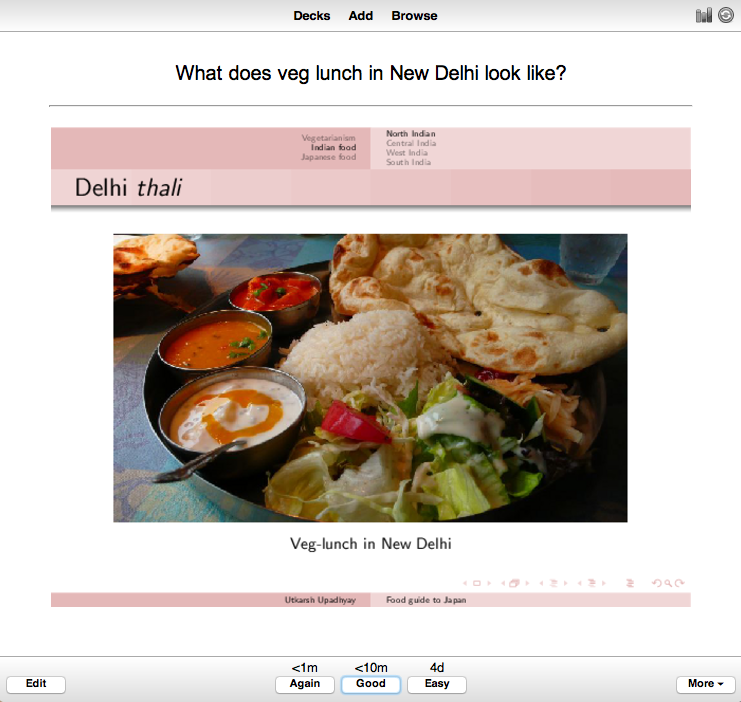 Decks Add Browse
What does veg lunch in New Delhi look like?
Vegetarianism
Indian food
Japanese food
North Indian
Central India
West India
South India
Delhi thali
Veg-lunch in New Delhi
Utkarsh Upadhyay Food guide to Japan
<1m <10m 4d
Edit Again Good Easy More